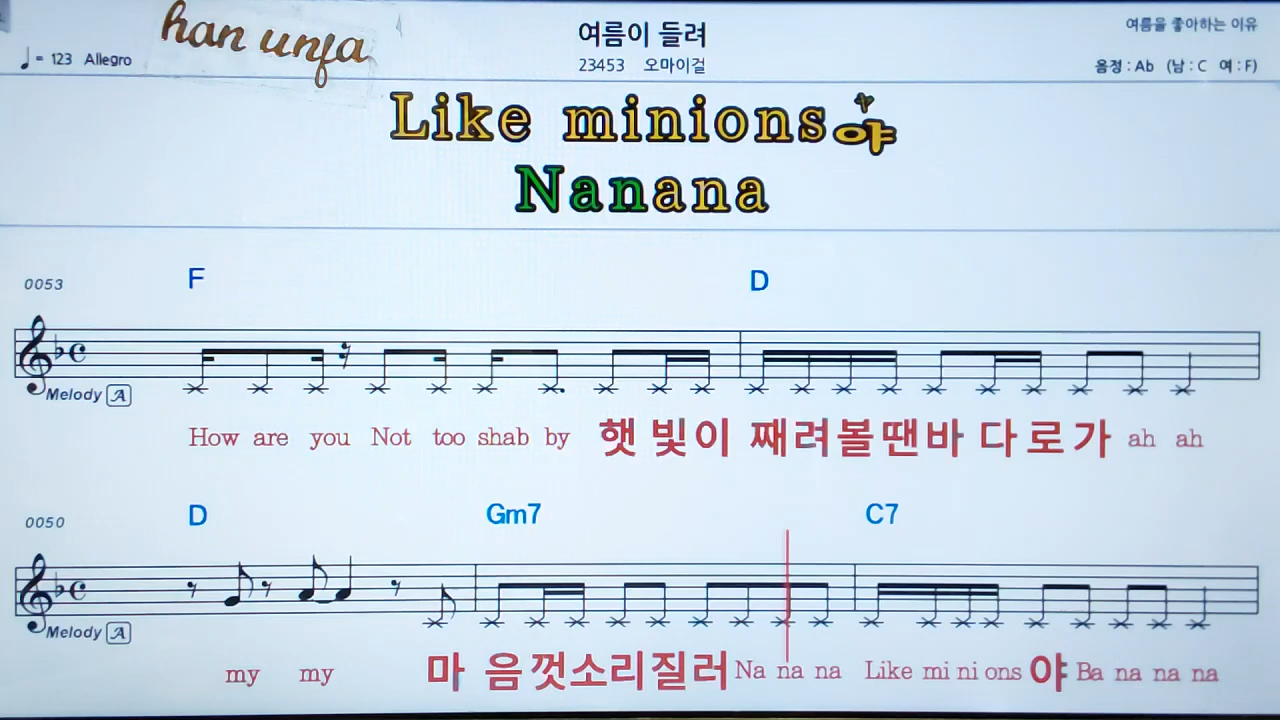 han unfa
여름이 들려
여름을 좋아하는 이유
♩ = 123 Allegro
23453 오마이걸
음정 : Ab (남 : C 여 : F)
Like minions야
Nanana
0053 F D
Melody A
How are you Not too shab by 햇 빛이 째려볼땐바 다로가 ah ah
0050 D Gm7 C7
Melody A
my my 마 음껏소리질러 Na na na Like mi ni ons 야 Ba na na na